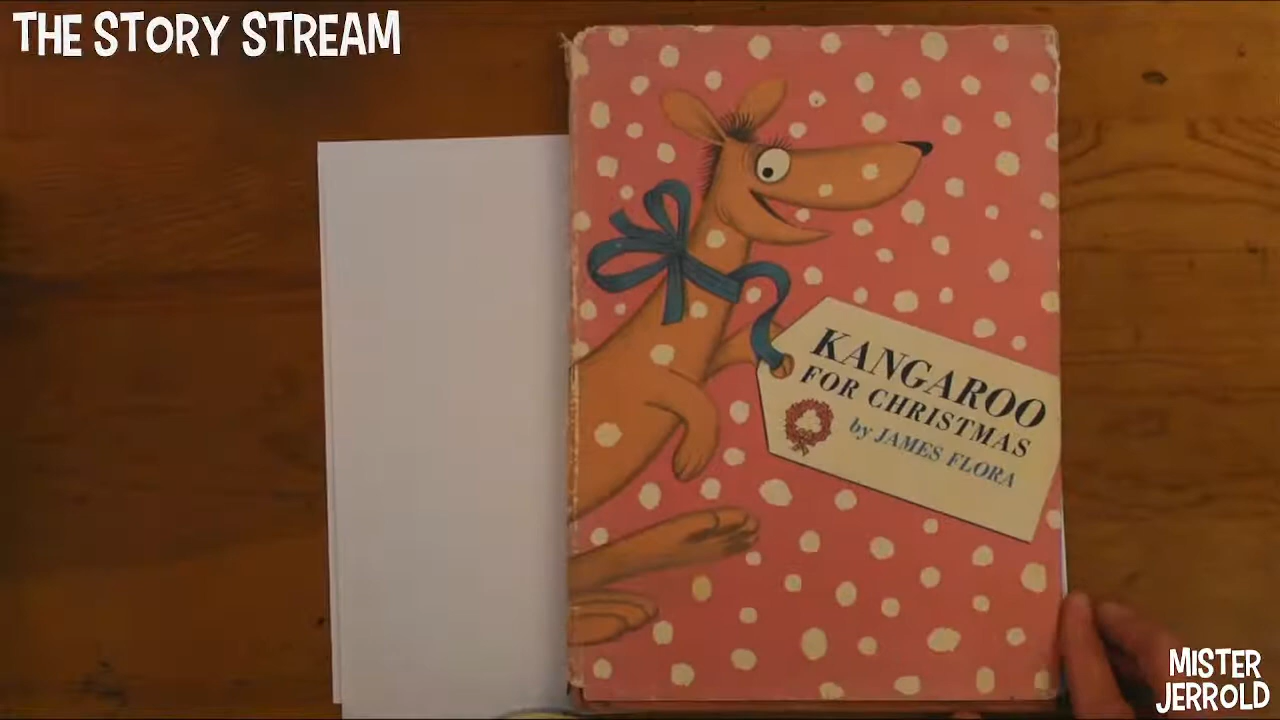 THE STORY STREAM
KANGAROO
FOR CHRISTMAS
by JAMES FLORA
MISTER
JERROLD